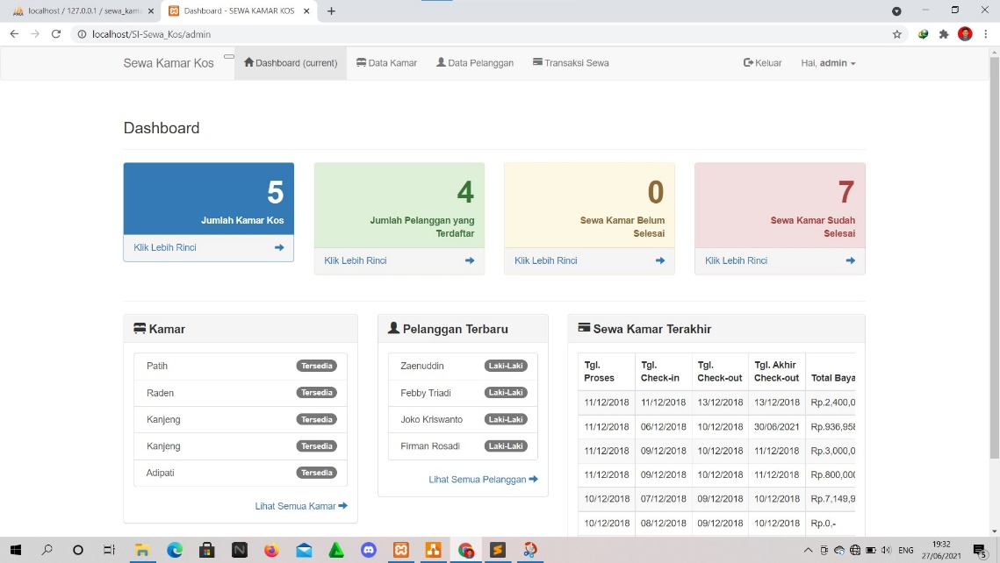 localhost / 127.0.0.1 / sewa_kama
Dashboard - SEWA KAMAR KOS
localhost/SI-Sewa_Kos/admin
Sewa Kamar Kos
Dashboard (current)
Data Kamar
Data Pelanggan
Transaksi Sewa
Keluar
Hai, admin
Dashboard
5
Jumlah Kamar Kos
Klik Lebih Rinci
4
Jumlah Pelanggan yang
Terdaftar
Klik Lebih Rinci
0
Sewa Kamar Belum
Selesai
Klik Lebih Rinci
7
Sewa Kamar Sudah
Selesai
Klik Lebih Rinci
Kamar
Patih Tersedia
Raden Tersedia
Kanjeng Tersedia
Kanjeng Tersedia
Adipati Tersedia
Lihat Semua Kamar
Pelanggan Terbaru
Zaenuddin Laki-Laki
Febby Triadi Laki-Laki
Joko Kriswanto Laki-Laki
Firman Rosadi Laki-Laki
Lihat Semua Pelanggan
Sewa Kamar Terakhir
Tgl. Tgl. Tgl. Tgl. Akhir
Proses Check-in Check-out Check-out Total Baya
11/12/2018 11/12/2018 13/12/2018 13/12/2018 Rp.2,400,0
11/12/2018 06/12/2018 10/12/2018 30/06/2021 Rp.936,958
11/12/2018 09/12/2018 10/12/2018 11/12/2018 Rp.3,000,0
11/12/2018 09/12/2018 10/12/2018 11/12/2018 Rp.800,000
10/12/2018 07/12/2018 09/12/2018 10/12/2018 Rp.7,149,9
10/12/2018 08/12/2018 09/12/2018 10/12/2018 Rp.0,-
ENG
19:32
27/06/2021
5